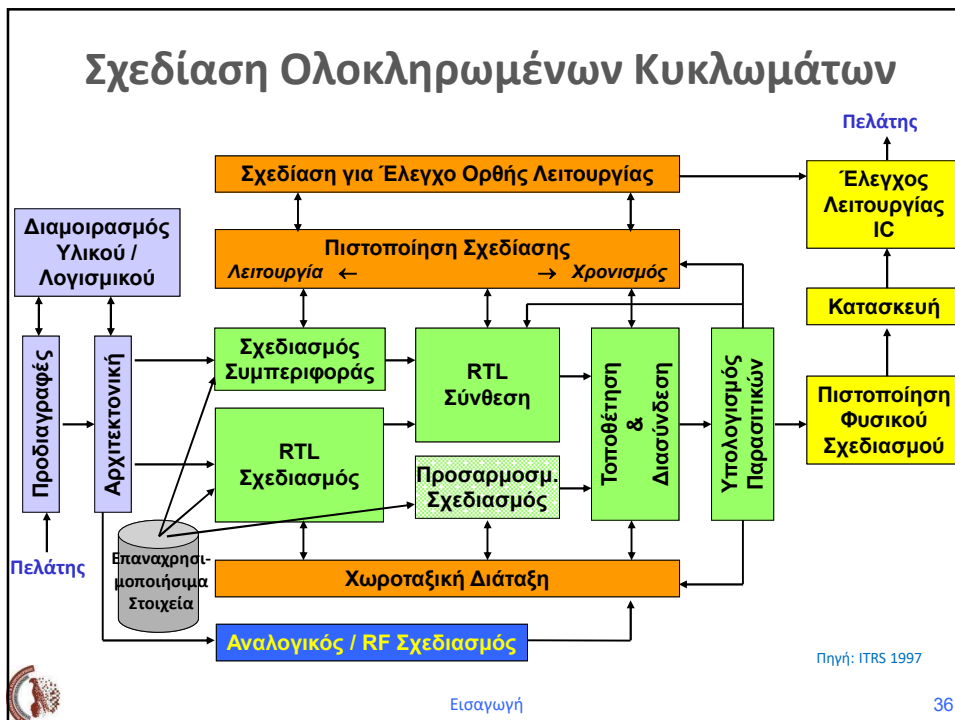 Σχεδίαση Ολοκληρωμένων Κυκλωμάτων
Πελάτης
Σχεδίαση για Έλεγχο Ορθής Λειτουργίας
Έλεγχος
Λειτουργίας
IC
Διαμοιρασμός
Υλικού /
Λογισμικού
Πιστοποίηση Σχεδίασης
Λειτουργία ← → Χρονισμός
Κατασκευή
Προδιαγραφές
Αρχιτεκτονική
Σχεδιασμός
Συμπεριφοράς
RTL
Σύνθεση
Τοποθέτηση
&
Διασύνδεση
Υπολογισμός
Παρασιτικών
Πιστοποίηση
Φυσικού
Σχεδιασμού
RTL
Σχεδιασμός
Προσαρμοσμ.
Σχεδιασμός
Πελάτης
Επαναχρησι-
μοποιήσιμα
Στοιχεία
Χωροταξική Διάταξη
Αναλογικός / RF Σχεδιασμός
Πηγή: ITRS 1997
Εισαγωγή
36